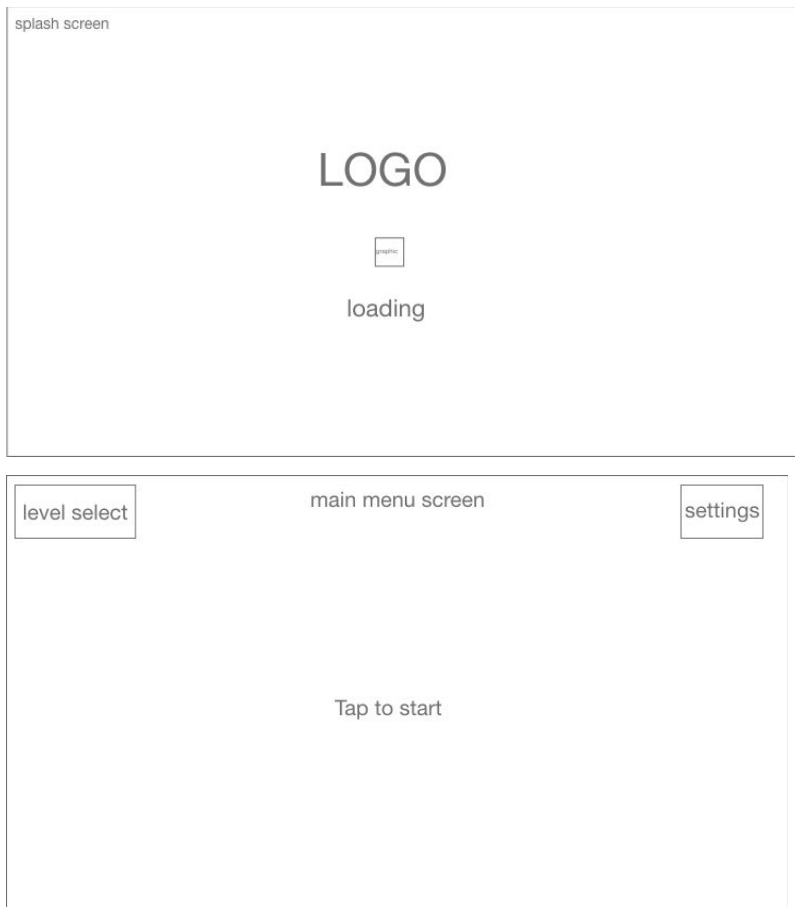 splash screen
LOGO
graphic
loading
level select
main menu screen
settings
Tap to start